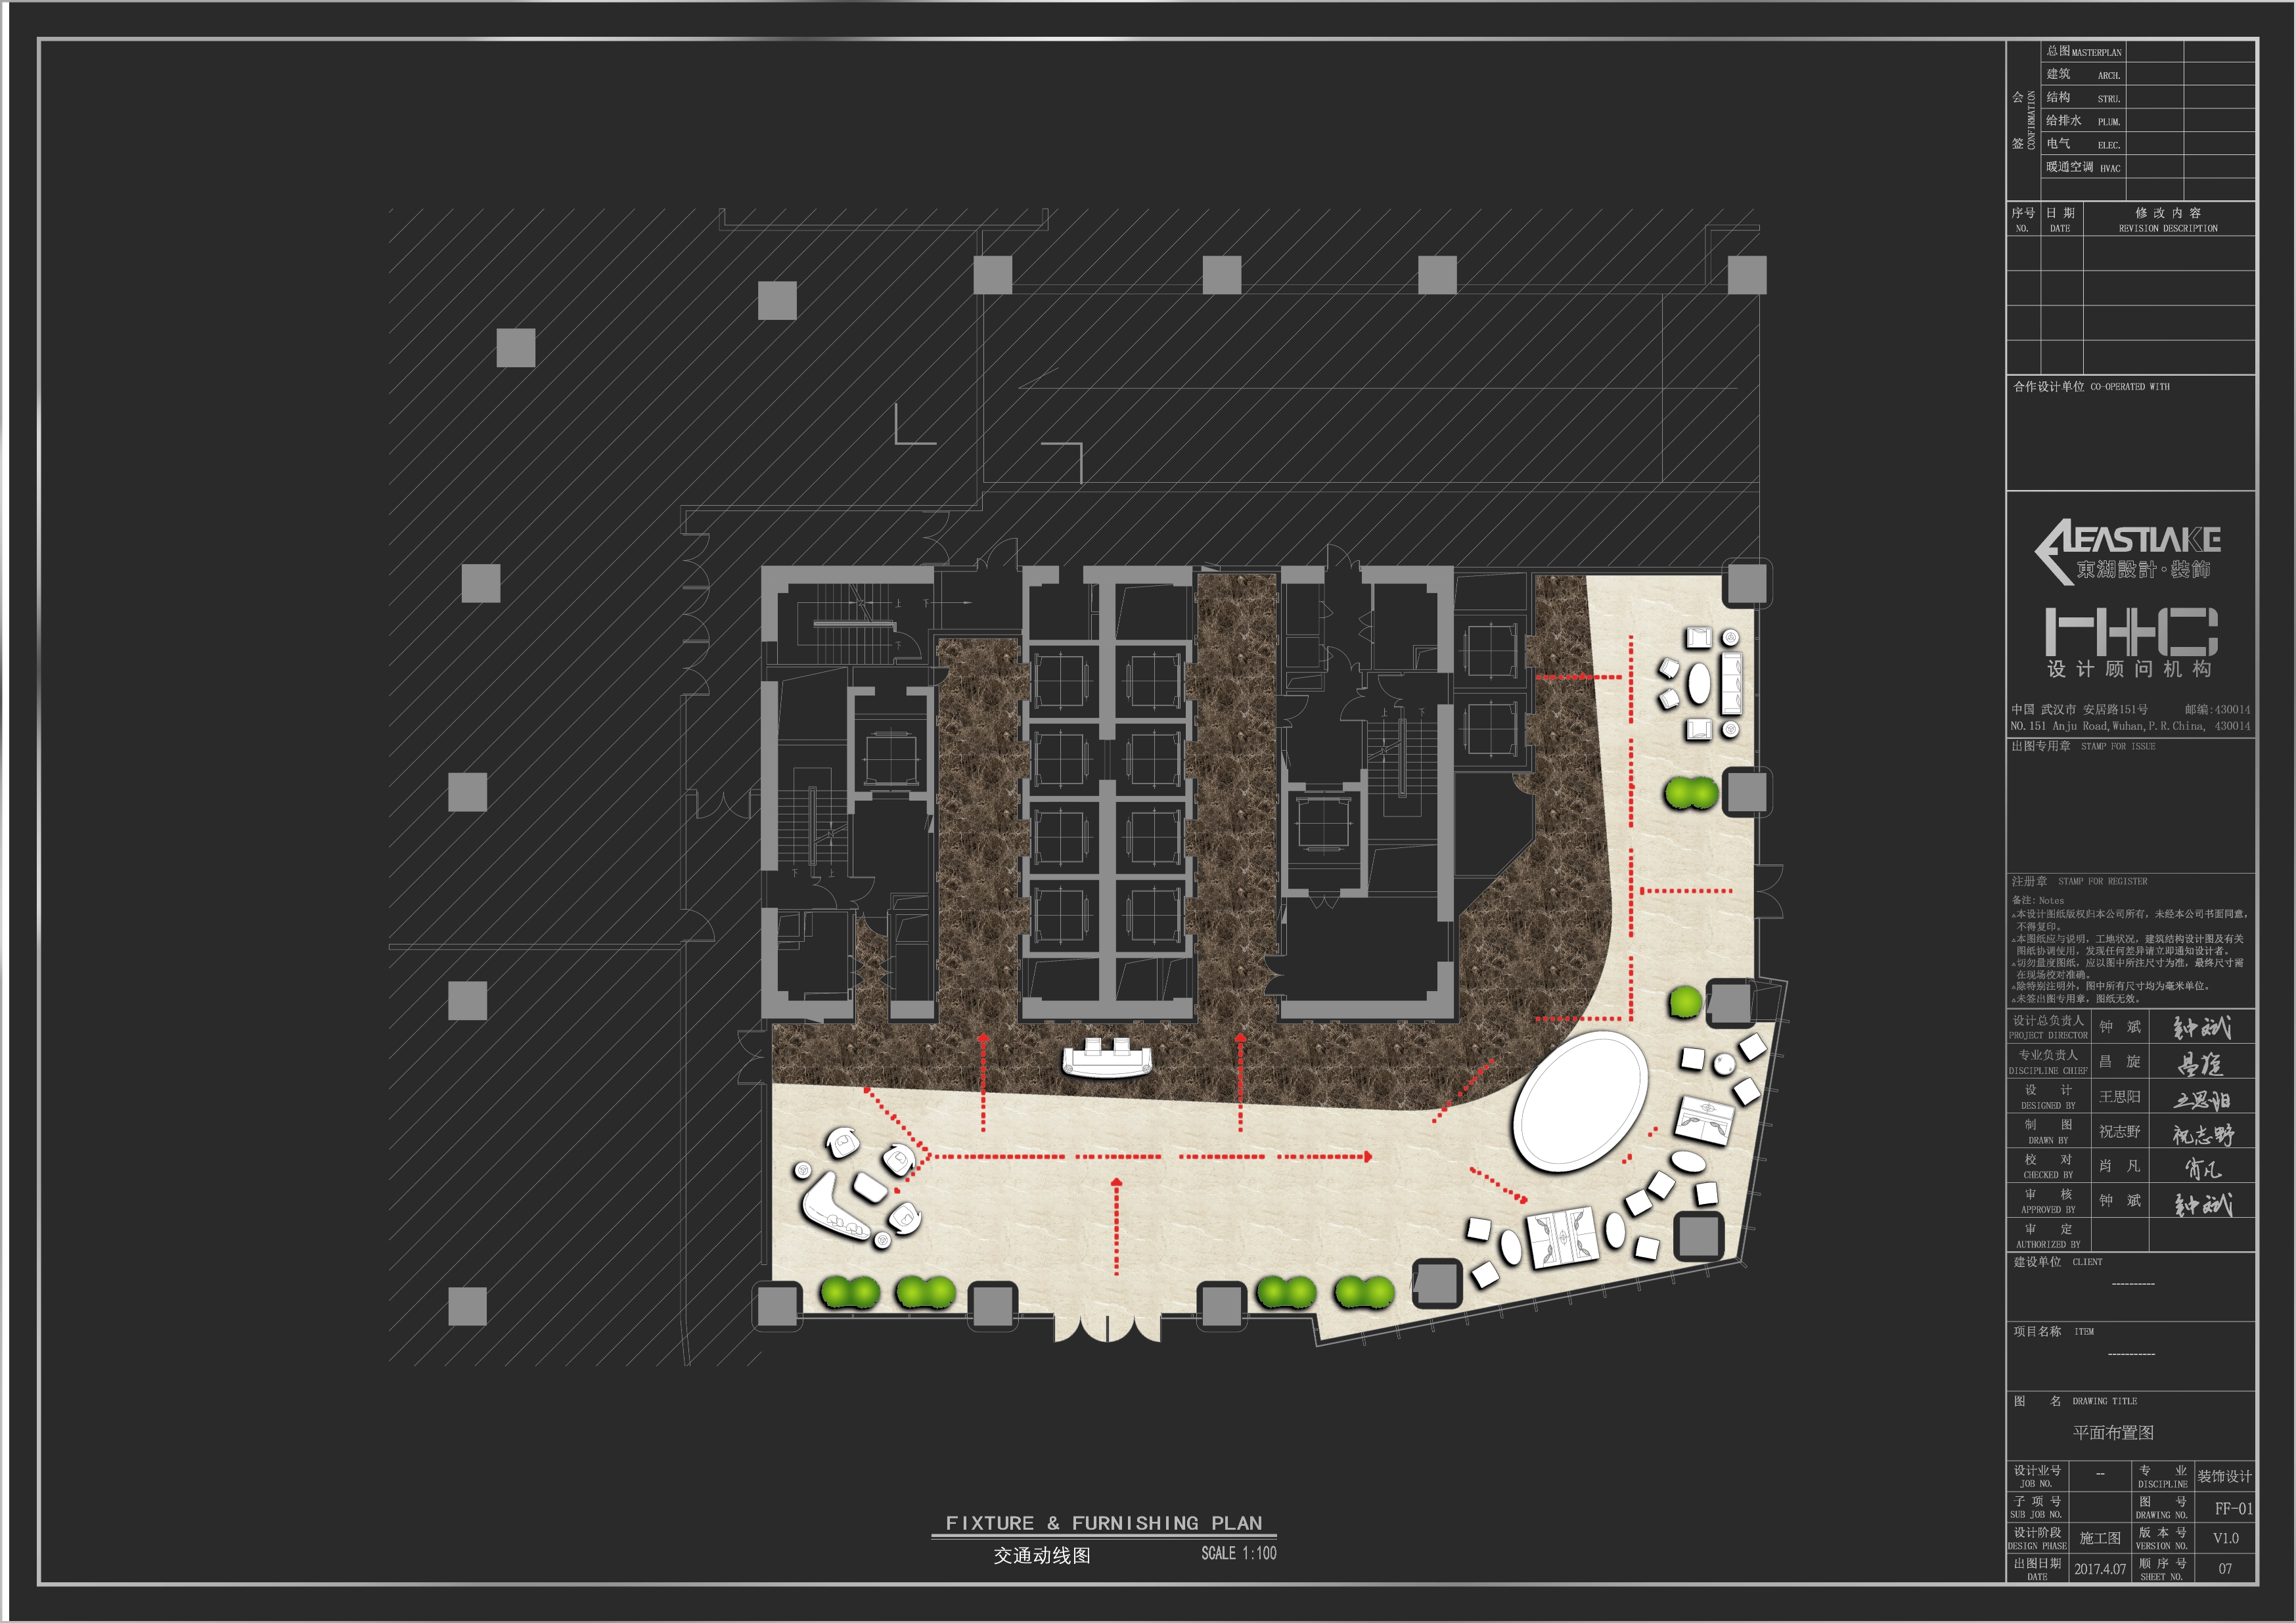 上
下
下
上
下
下
上
FIXTURE & FURNISHING PLAN
交通动线图
SCALE 1:100
会签
CONFIRMATION
总图 MASTERPLAN
建筑 ARCH.
结构 STRU.
给排水 PLUM.
电气 ELEC.
暖通空调 HVAC
序号 日期 修改内容
NO. DATE REVISION DESCRIPTION
合作设计单位 CO-OPERATED WITH
EASTLAKE
東湖設計·装飾
H+C
设计顾问机构
中国 武汉市 安居路151号 邮编:430014
NO.151 Anju Road,Wuhan,P.R.China, 430014
出图专用章 STAMP FOR ISSUE
注册章 STAMP FOR REGISTER
备注: Notes
▵本设计图纸版权归本公司所有，未经本公司书面同意，
不得复印。
▵本图纸应与说明，工地状况，建筑结构设计图及有关
图纸协调使用，发现任何差异请立即通知设计者。
▵切勿量度图纸，应以图中所注尺寸为准，最终尺寸需
在现场校对准确。
▵除特别注明外，图中所有尺寸均为毫米单位。
▵未签出图专用章，图纸无效。
设计总负责人 钟斌 钟斌
PROJECT DIRECTOR
专业负责人 昌旋 昌旋
DISCIPLINE CHIEF
设计 王思阳 王思阳
DESIGNED BY
制图 祝志野 祝志野
DRAWN BY
校对 肖凡 肖凡
CHECKED BY
审核 钟斌 钟斌
APPROVED BY
审定
AUTHORIZED BY
建设单位 CLIENT
----------
项目名称 ITEM
-----------
图名 DRAWING TITLE
平面布置图
设计业号 -- 专业 装饰设计
JOB NO. DISCIPLINE
子项号 图号 FF-01
SUB JOB NO. DRAWING NO.
设计阶段 施工图 版本号 V1.0
DESIGN PHASE VERSION NO.
出图日期 2017.4.07 顺序号 07
DATE SHEET NO.